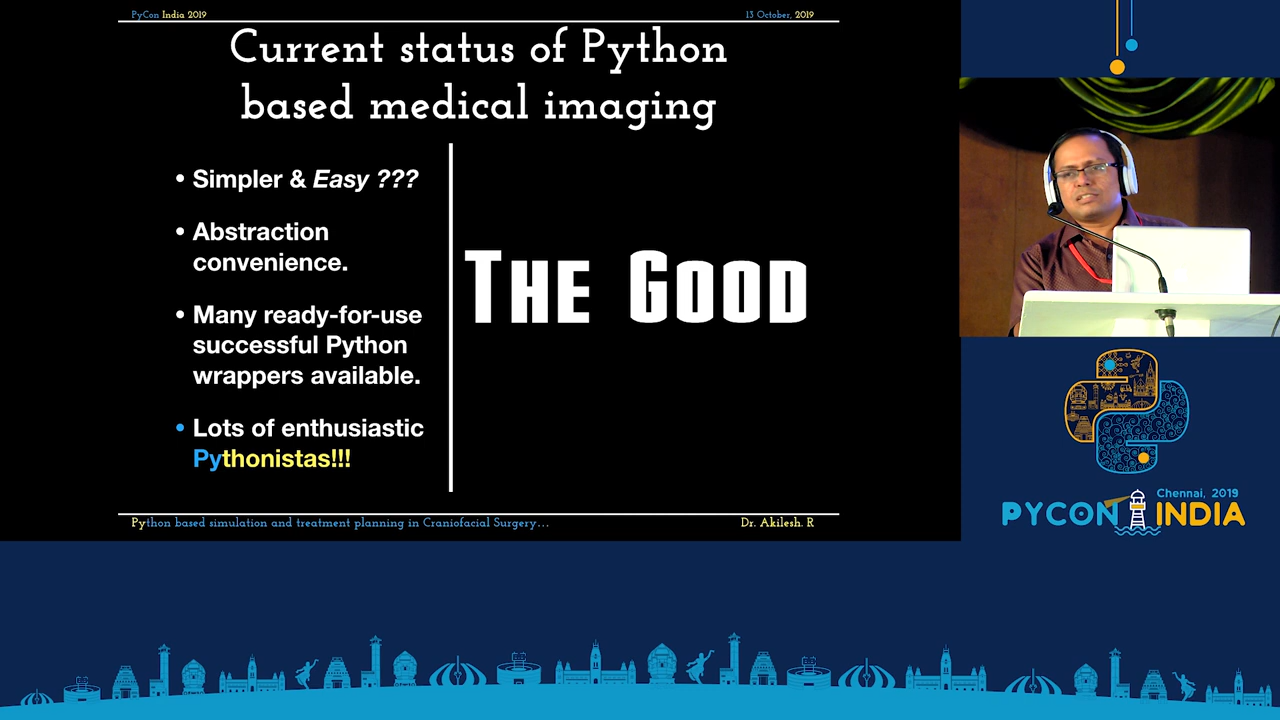 PyCon India 2019
13 October, 2019
Current status of Python
based medical imaging
• Simpler & Easy ???
• Abstraction
convenience.
• Many ready-for-use
successful Python
wrappers available.
• Lots of enthusiastic
Pythonistas!!!
THE GOOD
Python based simulation and treatment planning in Craniofacial Surgery...
Dr. Akilesh. R
Chennai, 2019
PYCON INDIA